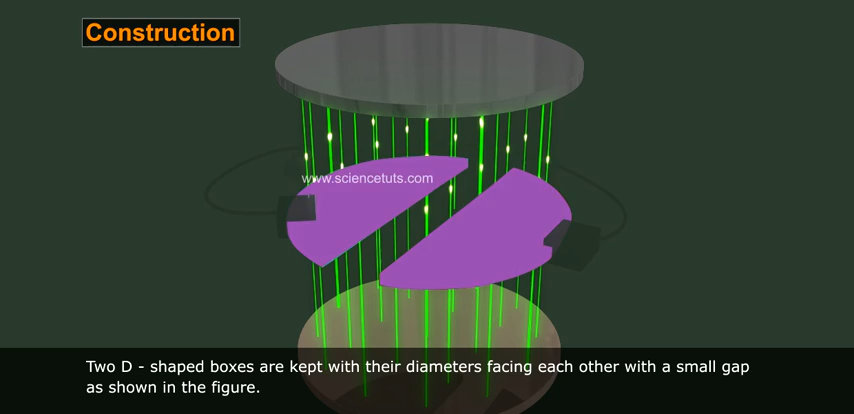 Construction
www.sciencetuts.com
Two D - shaped boxes are kept with their diameters facing each other with a small gap
as shown in the figure.